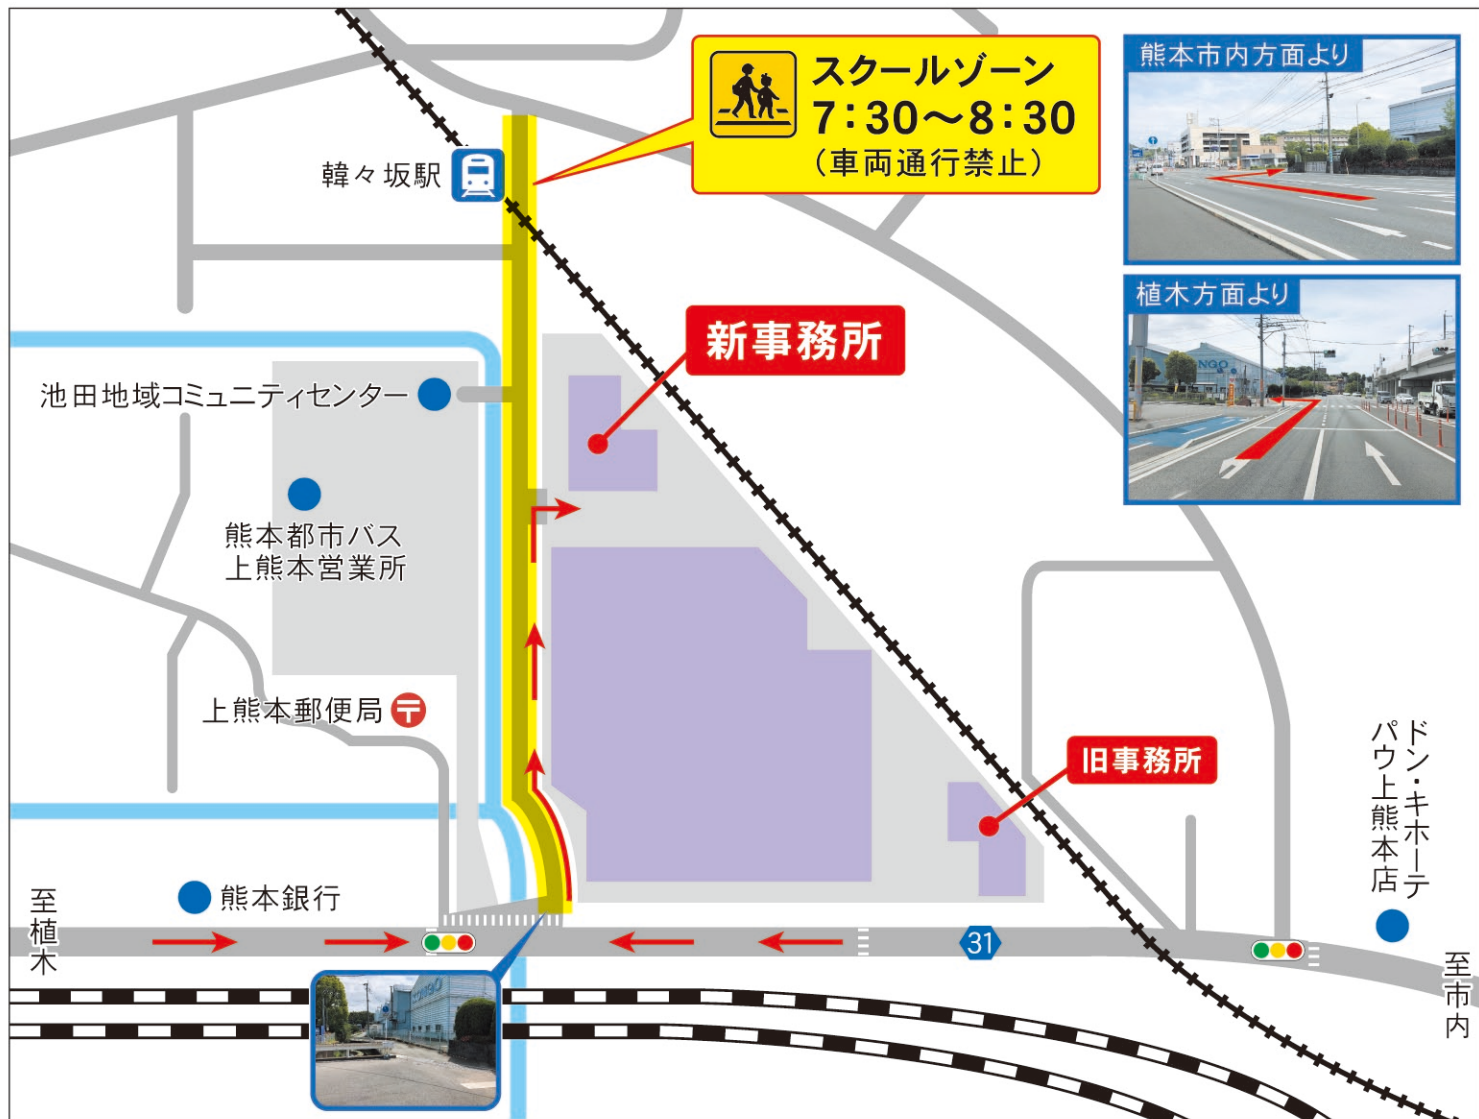 スクールゾーン
7:30～8:30
（車両通行禁止）
熊本市内方面より
韓々坂駅
植木方面より
新事務所
池田地域コミュニティセンター
熊本都市バス
上熊本営業所
上熊本郵便局
〒
旧事務所
ドン・キホーテ
パウ上熊本店
熊本銀行
至植木
31
至市内
NGO